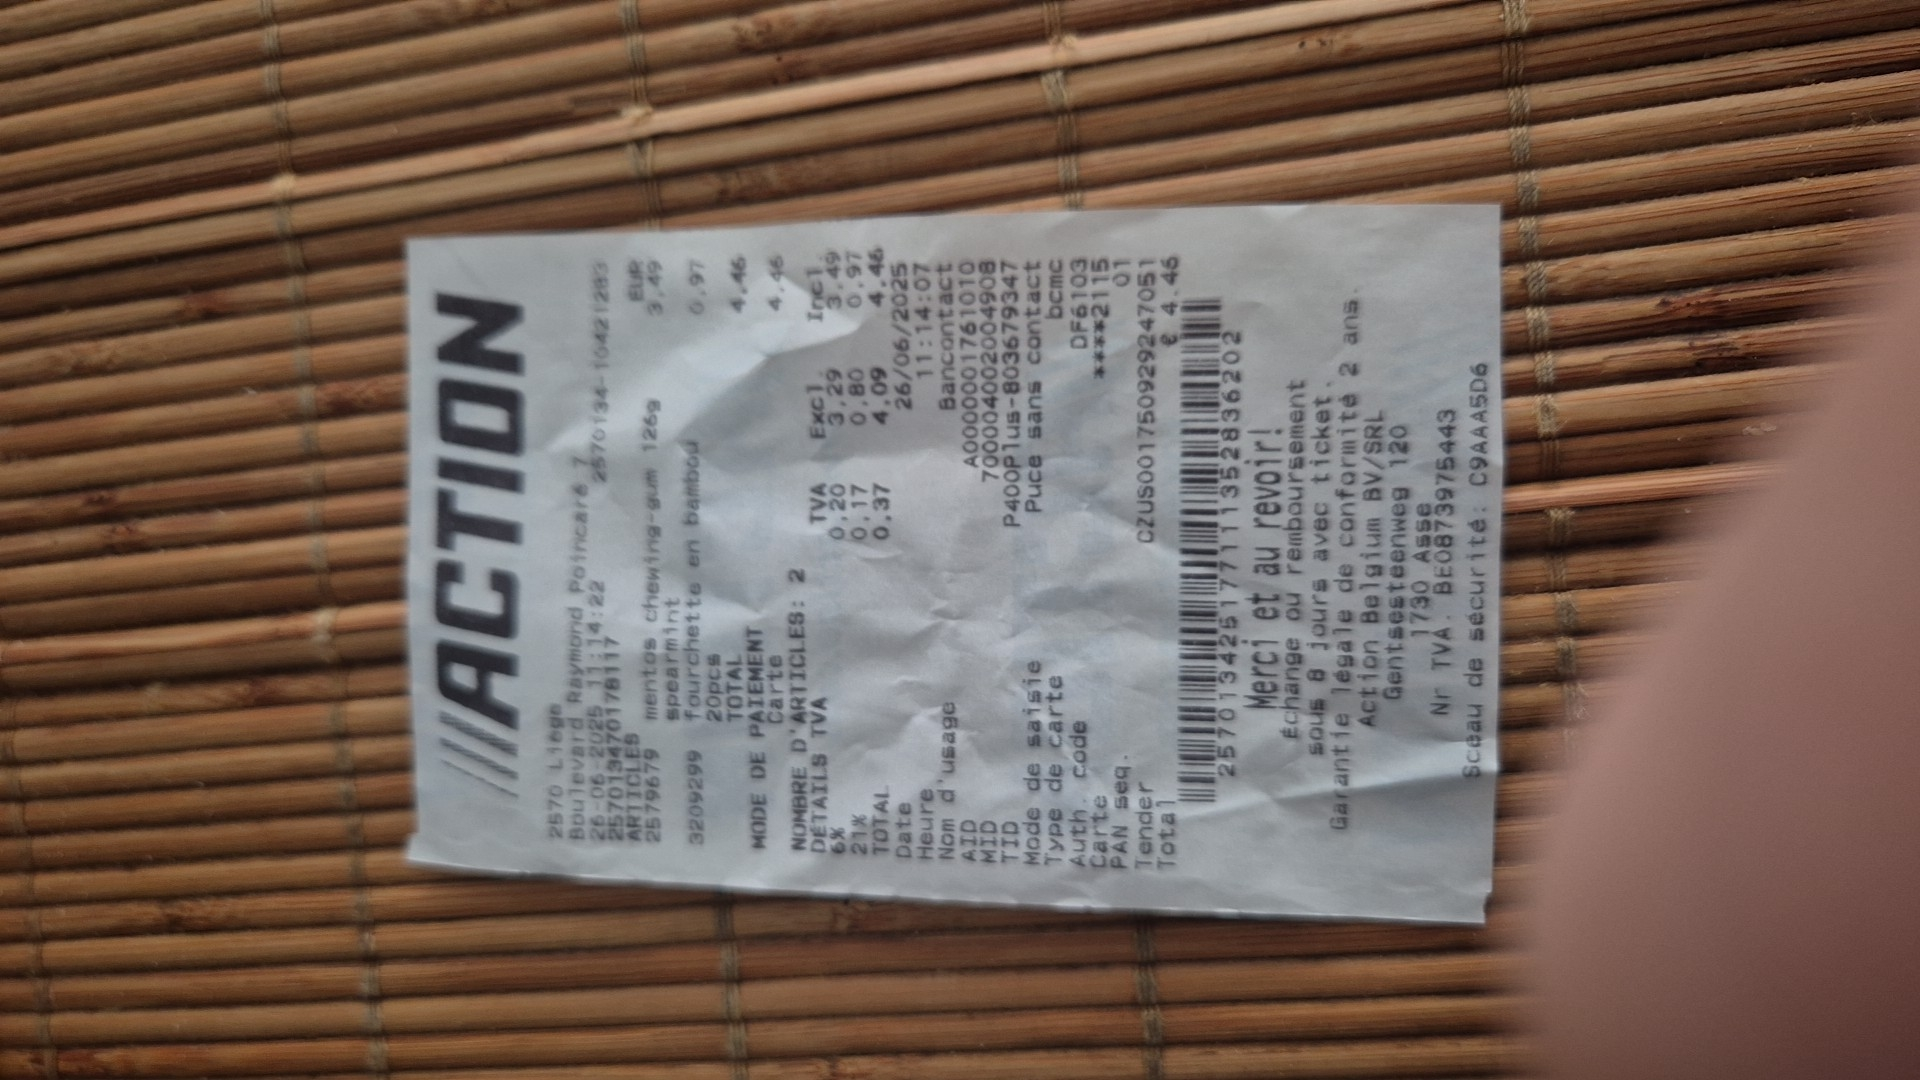 ///ACTION
2570 Liège
Boulevard Raymond Poincaré 7
26-06-2025 11:14:22 2570134-10421283
257013470178117
ARTICLES EUR
2579679 mentos chewing-gum 126g 3,49
spearmint
3209299 fourchette en bambou 0,97
20pcs
TOTAL 4,46
MODE DE PAIEMENT
Carte 4,46
NOMBRE D'ARTICLES: 2
DÉTAILS TVA TVA Excl. Incl.
6% 0,20 3,29 3,49
21% 0,17 0,80 0,97
TOTAL 0,37 4,09 4,46
Date 26/06/2025
Heure 11:14:07
Nom d'usage Bancontact
AID A0000001761010
MID 700004002004908
TID P400Plus-803679347
Mode de saisie Puce sans contact
Type de carte bcmc
Auth. code DF6103
Carte ****2115
PAN seq. 01
Tender CZUS001750929247051
Total e 4.46
2570134251771113528836202
Merci et au revoir!
Échange ou remboursement
sous 8 jours avec ticket.
Garantie légale de conformité 2 ans.
Action Belgium BV/SRL
Gentsesteenweg 120
1730 Asse
Nr TVA. BE0873975443
Sceau de sécurité: C9AAA5D6